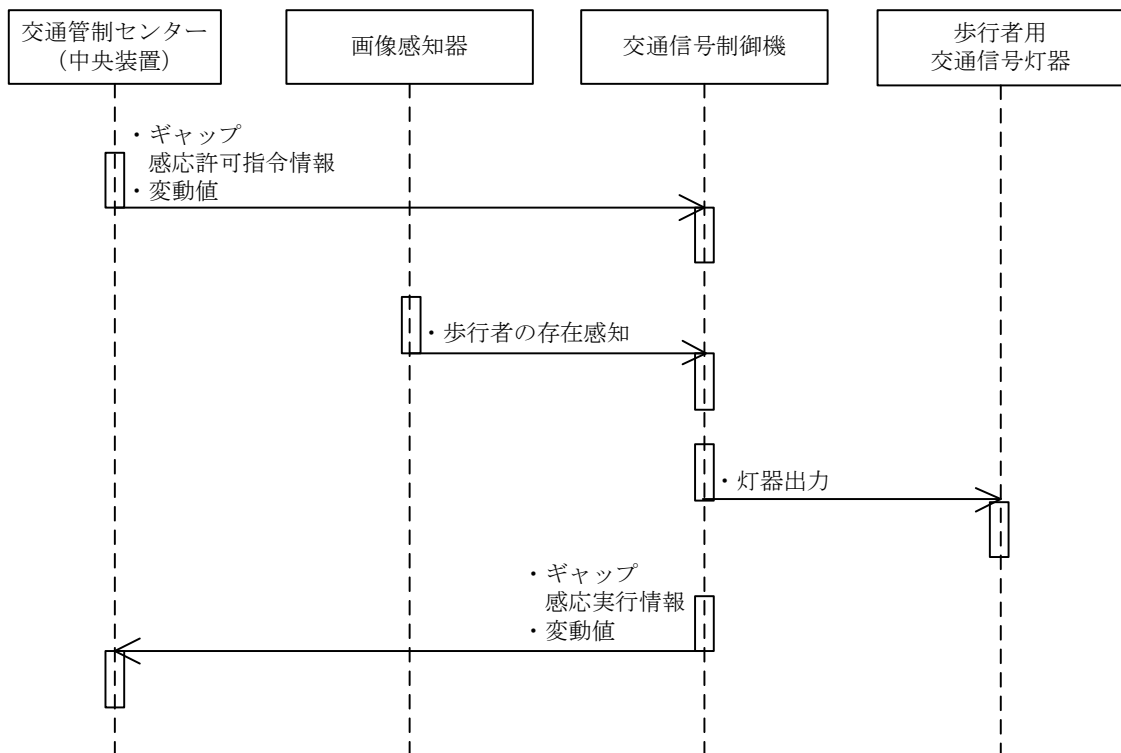 交通管制センター
（中央装置）
画像感知器
交通信号制御機
歩行者用
交通信号灯器
・ギャップ
感応許可指令情報
・変動値
・歩行者の存在感知
・灯器出力
・ギャップ
感応実行情報
・変動値